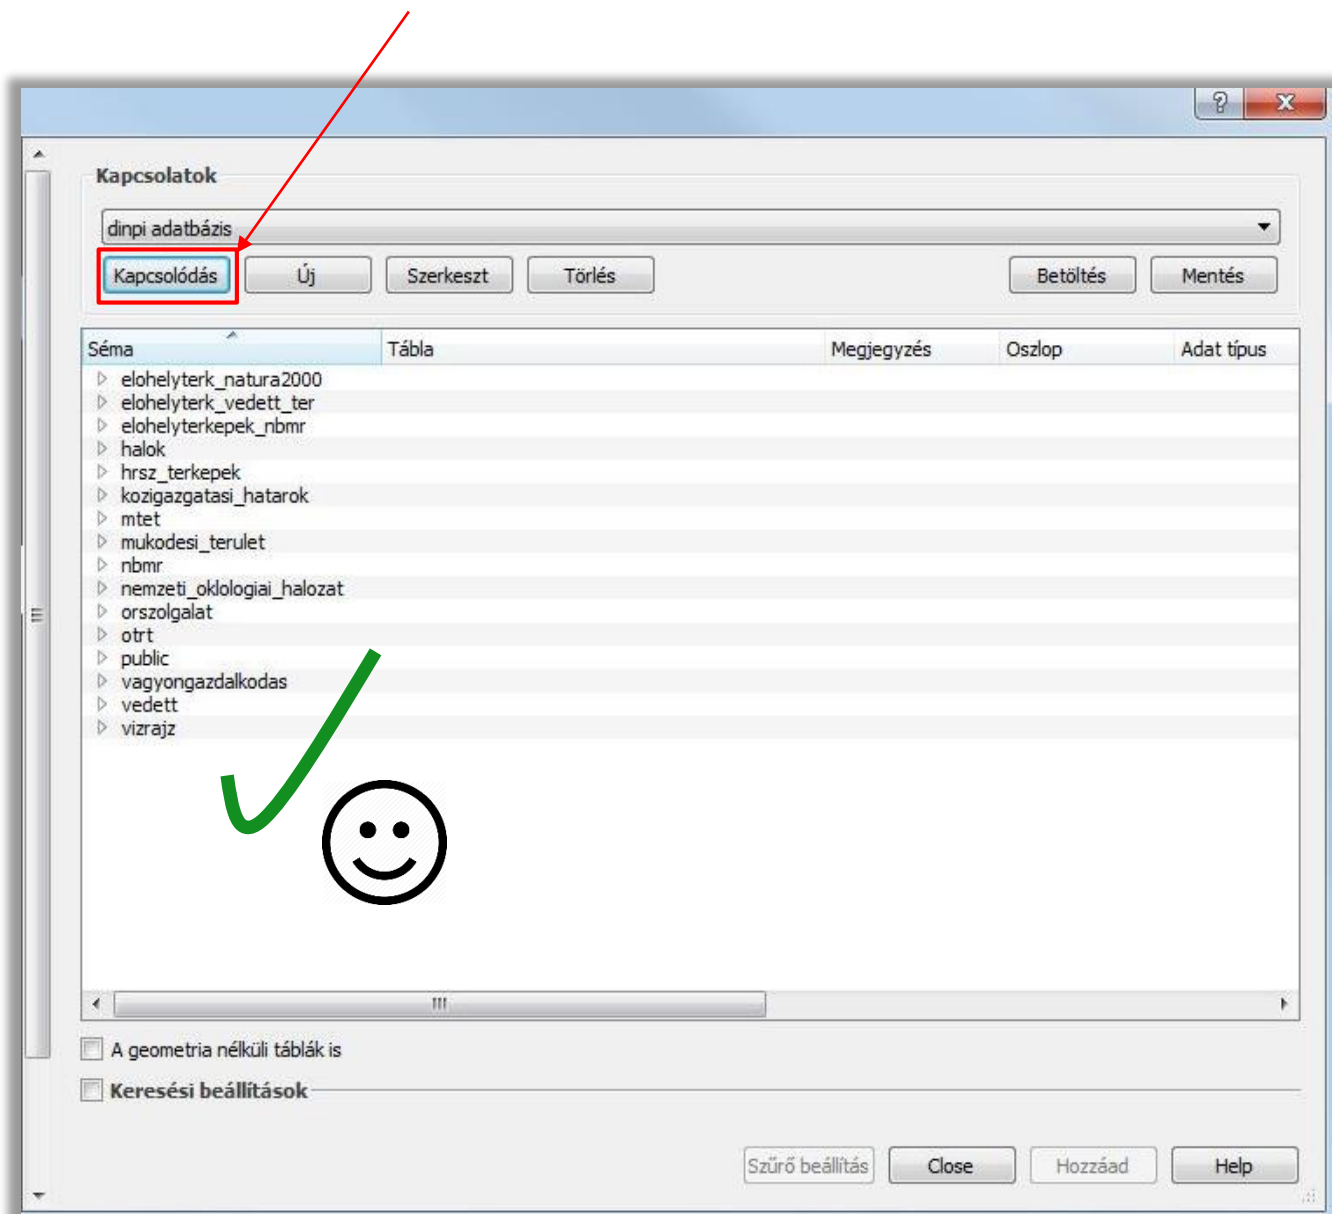 Kapcsolatok
dinpi adatbázis
Kapcsolódás Új Szerkeszt Törlés Betöltés Mentés
Séma Tábla Megjegyzés Oszlop Adat típus
elohelyterk_natura2000
elohelyterk_vedett_ter
elohelyterkepek_nbmr
halok
hrsz_terkepek
kozigazgatasi_hatarok
mtet
mukodesi_terulet
nbmr
nemzeti_oklologiai_halozat
orszolgalat
otrt
public
vagyongazdalkodas
vedett
vizrajz
A geometria nélküli táblák is
Keresési beállítások
Szűrő beállítás Close Hozzáad Help